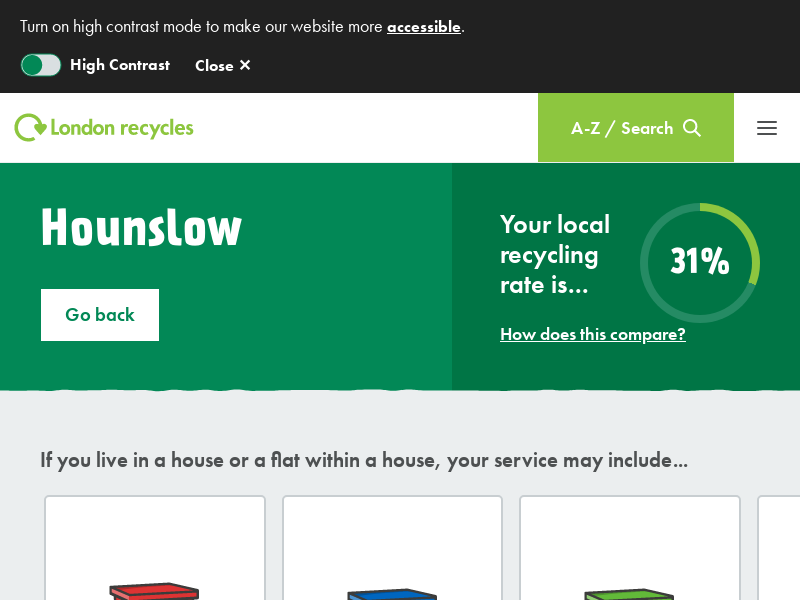 Turn on high contrast mode to make our website more accessible.
High Contrast Close ✕
London recycles
A-Z / Search
Hounslow
Go back
Your local
recycling
rate is...
31%
How does this compare?
If you live in a house or a flat within a house, your service may include...